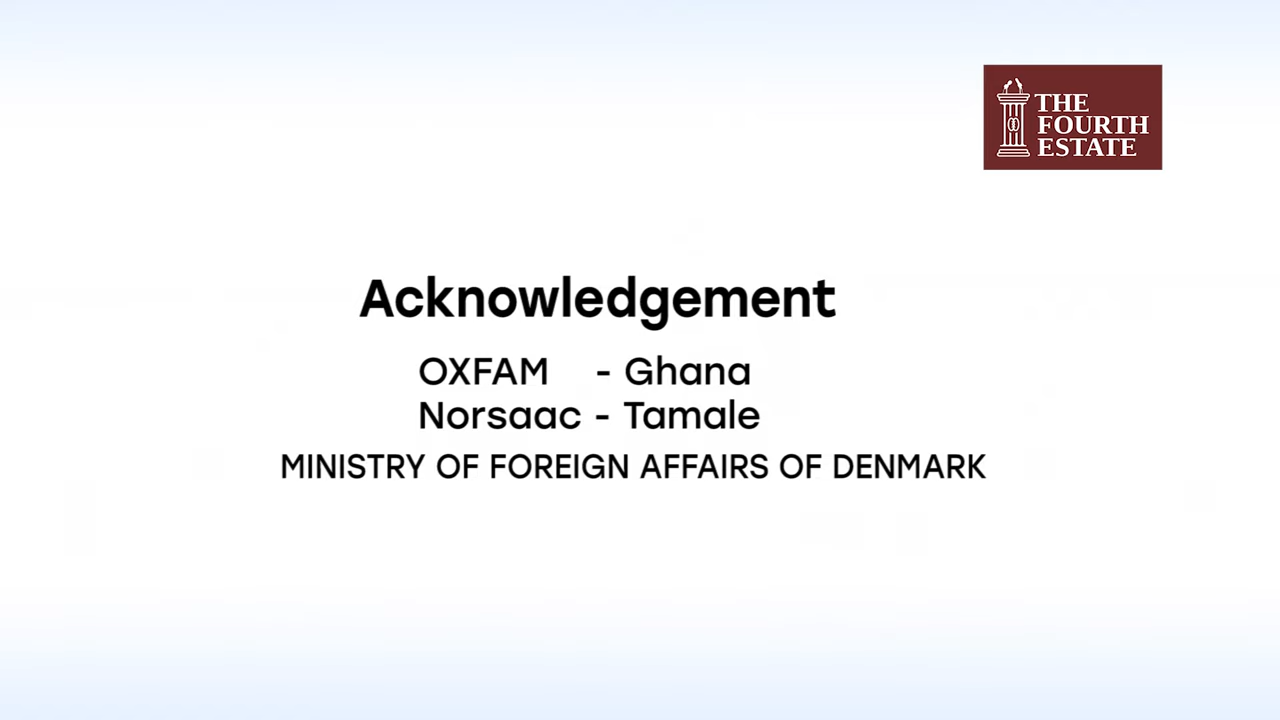 THE
FOURTH
ESTATE
Acknowledgement
OXFAM - Ghana
Norsaac - Tamale
MINISTRY OF FOREIGN AFFAIRS OF DENMARK